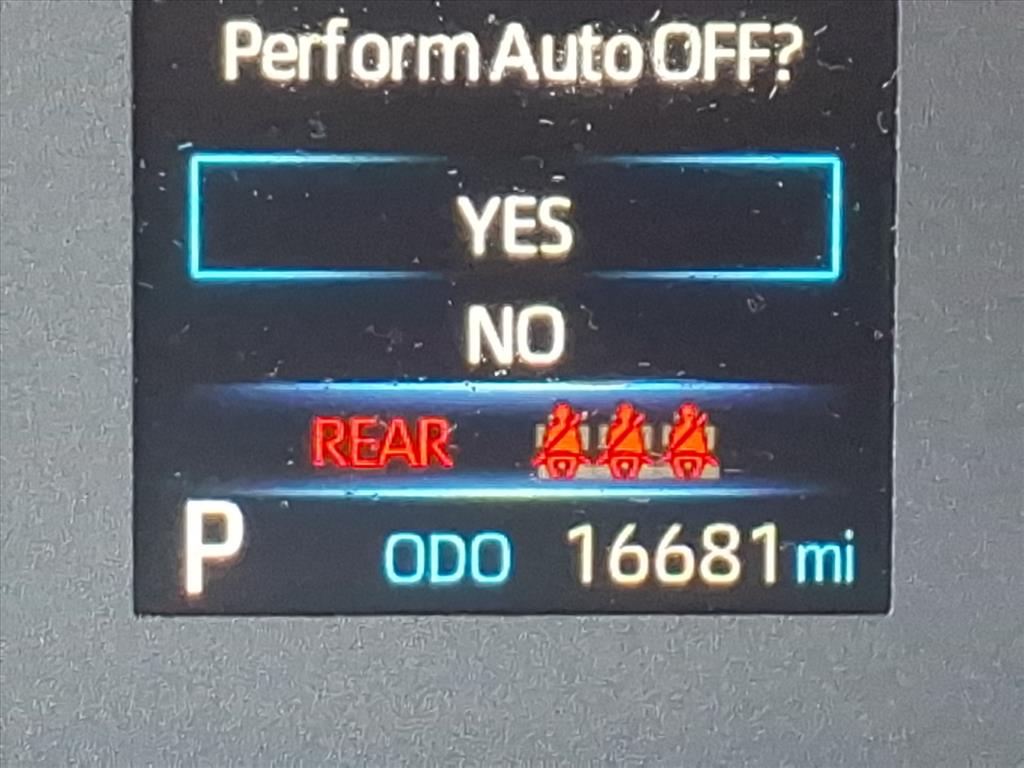 Perform Auto OFF?
YES
NO
REAR
P ODO 16681 mi